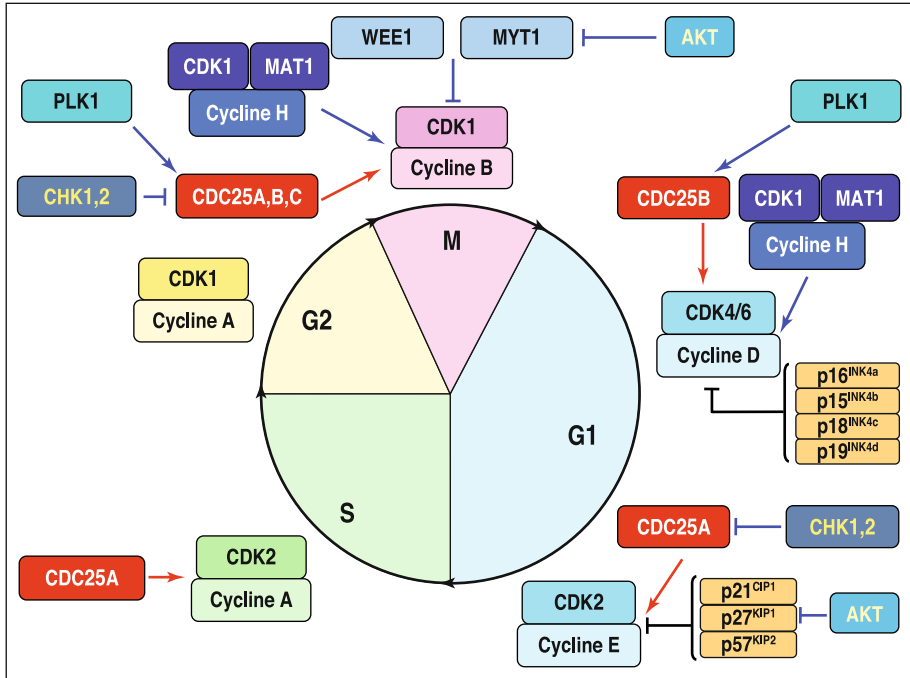 WEE1
MYT1
AKT
CDK1
MAT1
Cycline H
PLK1
CDK1
Cycline B
CHK1,2
CDC25A,B,C
PLK1
CDC25B
CDK1
MAT1
Cycline H
CDK4/6
Cycline D
p16INK4a
p15INK4b
p18INK4c
p19INK4d
CDK1
Cycline A
M
G2
G1
S
CDC25A
CHK1,2
CDC25A
CDK2
Cycline A
CDK2
Cycline E
p21CIP1
p27KIP1
p57KIP2
AKT